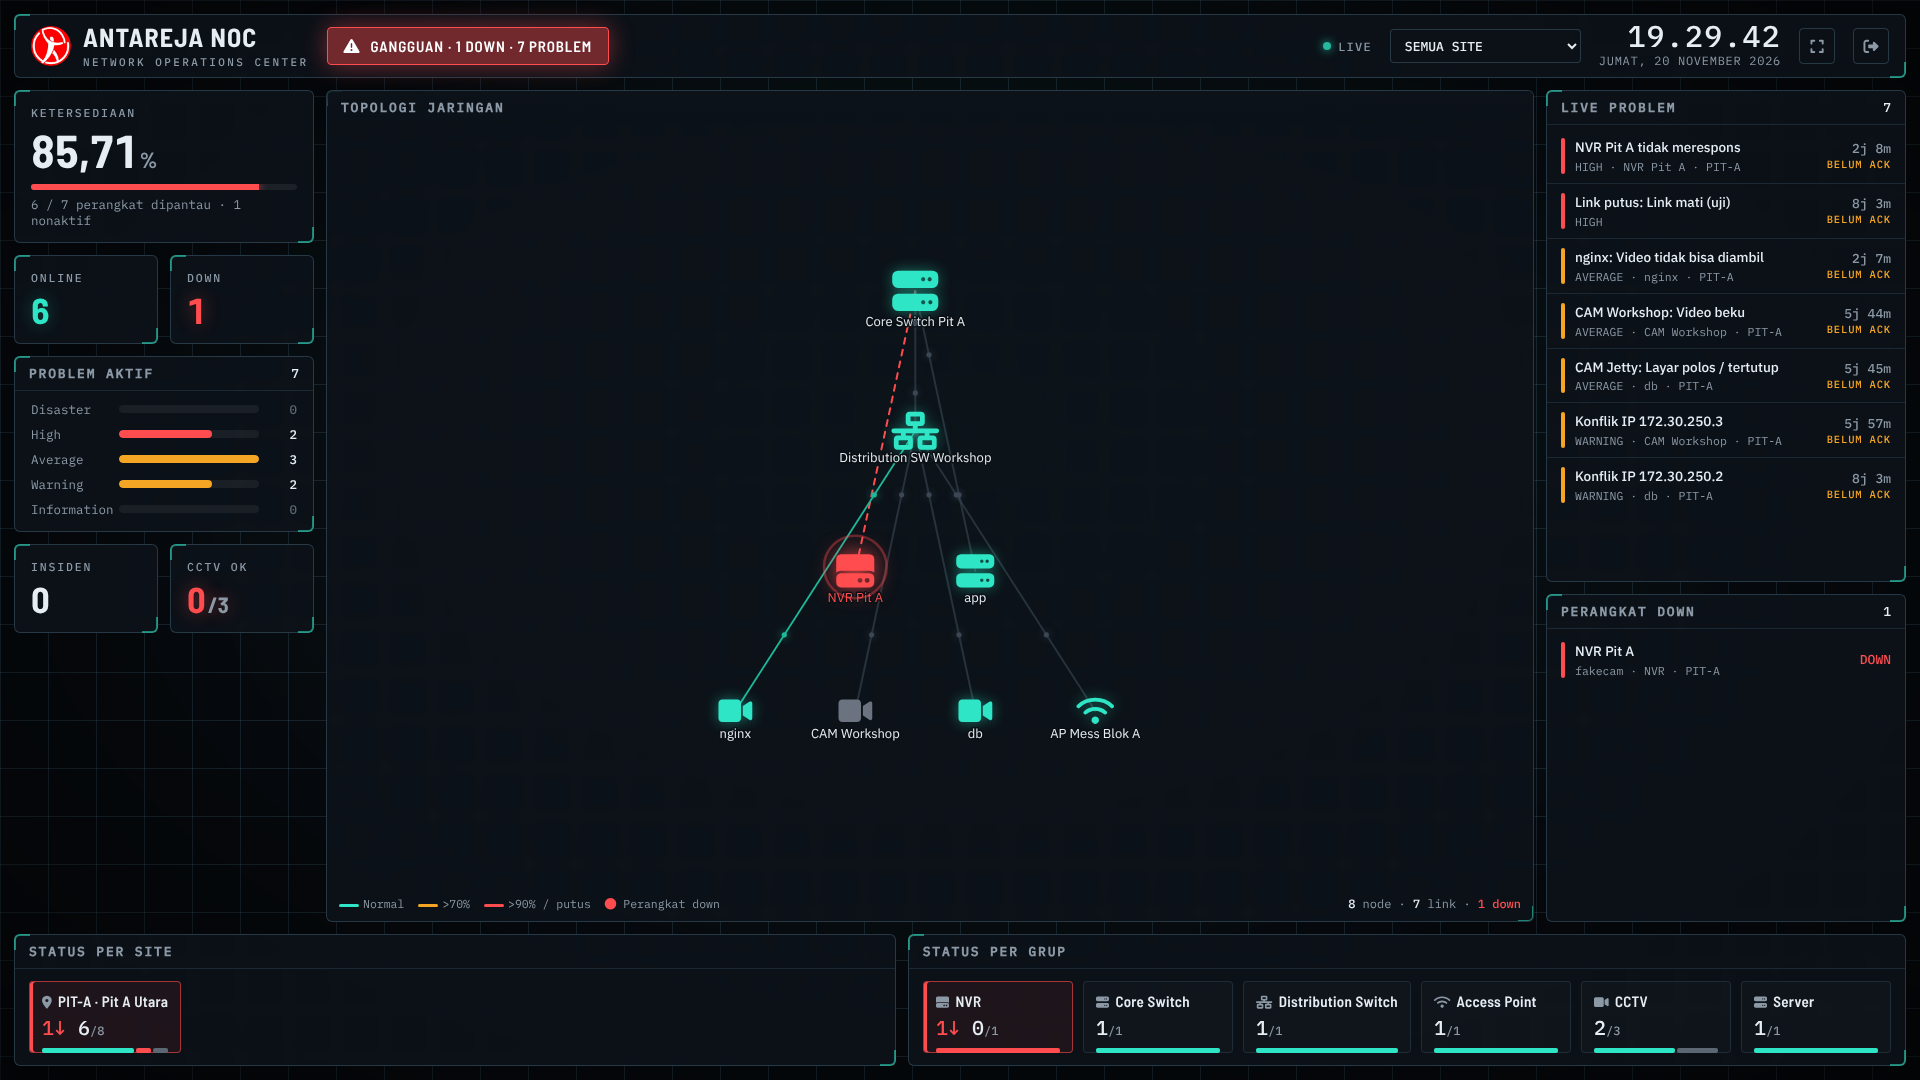 ANTAREJA NOC
NETWORK OPERATIONS CENTER
GANGGUAN · 1 DOWN · 7 PROBLEM
LIVE
SEMUA SITE
19.29.42
JUMAT, 20 NOVEMBER 2026
KETERSEDIAAN
85,71%
6 / 7 perangkat dipantau · 1
nonaktif
ONLINE
6
DOWN
1
PROBLEM AKTIF 7
Disaster 0
High 2
Average 3
Warning 2
Information 0
INSIDEN
0
CCTV OK
0/3
TOPOLOGI JARINGAN
Core Switch Pit A
Distribution SW Workshop
NVR Pit A
app
nginx
CAM Workshop
db
AP Mess Blok A
Normal >70% >90% / putus Perangkat down
8 node · 7 link · 1 down
LIVE PROBLEM 7
NVR Pit A tidak merespons 2j 8m
HIGH · NVR Pit A · PIT-A BELUM ACK
Link putus: Link mati (uji) 8j 3m
HIGH BELUM ACK
nginx: Video tidak bisa diambil 2j 7m
AVERAGE · nginx · PIT-A BELUM ACK
CAM Workshop: Video beku 5j 44m
AVERAGE · CAM Workshop · PIT-A BELUM ACK
CAM Jetty: Layar polos / tertutup 5j 45m
AVERAGE · db · PIT-A BELUM ACK
Konflik IP 172.30.250.3 5j 57m
WARNING · CAM Workshop · PIT-A BELUM ACK
Konflik IP 172.30.250.2 8j 3m
WARNING · db · PIT-A BELUM ACK
PERANGKAT DOWN 1
NVR Pit A
fakecam · NVR · PIT-A DOWN
STATUS PER SITE
PIT-A · Pit A Utara
1↓ 6/8
STATUS PER GRUP
NVR
1↓ 0/1
Core Switch
1/1
Distribution Switch
1/1
Access Point
1/1
CCTV
2/3
Server
1/1